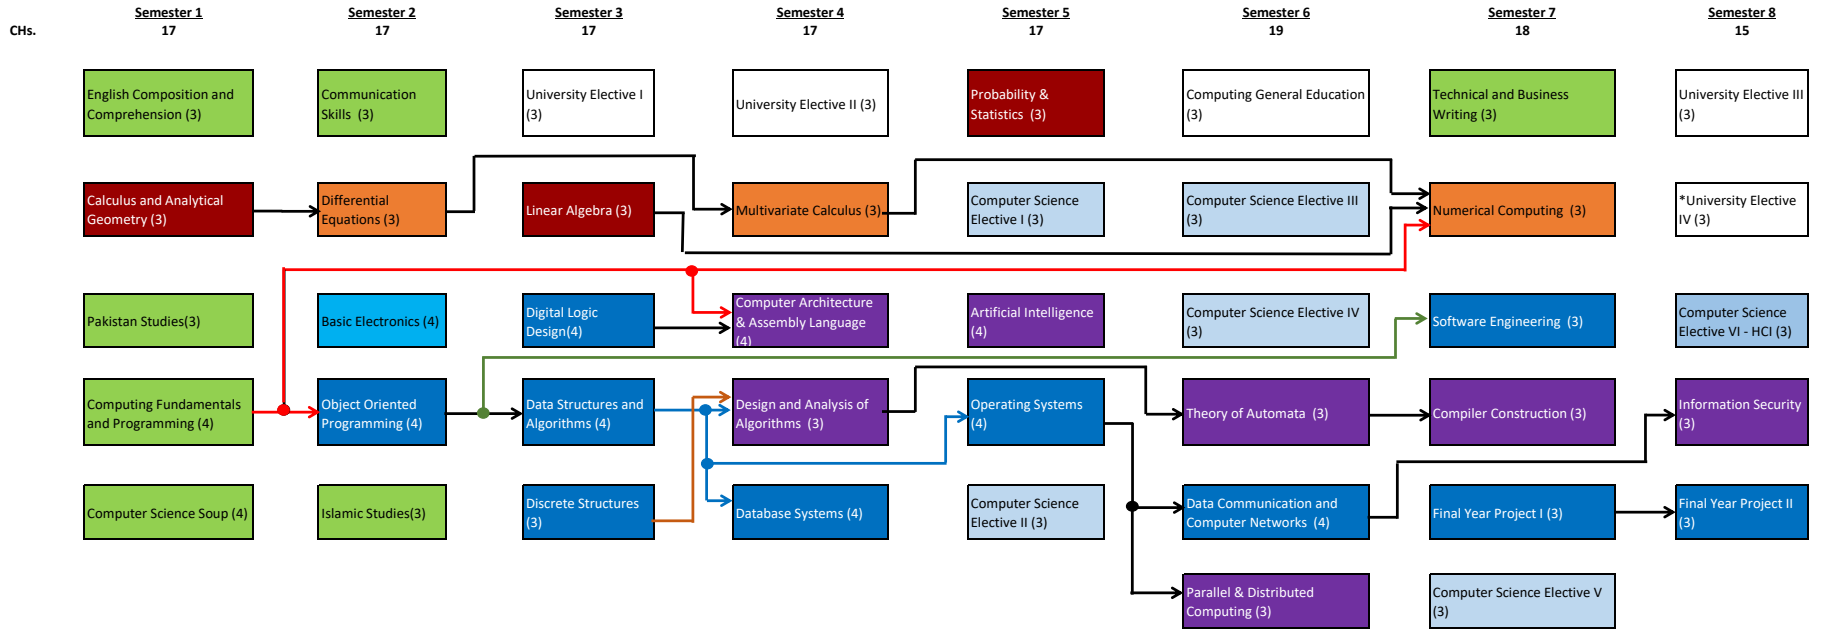 Semester 1 Semester 2 Semester 3 Semester 4 Semester 5 Semester 6 Semester 7 Semester 8
CHs. 17 17 17 17 17 19 18 15
English Composition and
Comprehension (3)
Communication
Skills (3)
University Elective I
(3)
University Elective II (3)
Probability &
Statistics (3)
Computing General Education
(3)
Technical and Business
Writing (3)
University Elective III
(3)
Calculus and Analytical
Geometry (3)
Differential
Equations (3)
Linear Algebra (3)
Multivariate Calculus (3)
Computer Science
Elective I (3)
Computer Science Elective III
(3)
Numerical Computing (3)
*University Elective
IV (3)
Pakistan Studies(3)
Basic Electronics (4)
Digital Logic
Design(4)
Computer Architecture
& Assembly Language
(4)
Artificial Intelligence
(4)
Computer Science Elective IV
(3)
Software Engineering (3)
Computer Science
Elective VI - HCI (3)
Computing Fundamentals
and Programming (4)
Object Oriented
Programming (4)
Data Structures and
Algorithms (4)
Design and Analysis of
Algorithms (3)
Operating Systems
(4)
Theory of Automata (3)
Compiler Construction (3)
Information Security
(3)
Computer Science Soup (4)
Islamic Studies(3)
Discrete Structures
(3)
Database Systems (4)
Computer Science
Elective II (3)
Data Communication and
Computer Networks (4)
Final Year Project I (3)
Final Year Project II
(3)
Parallel & Distributed
Computing (3)
Computer Science Elective V
(3)